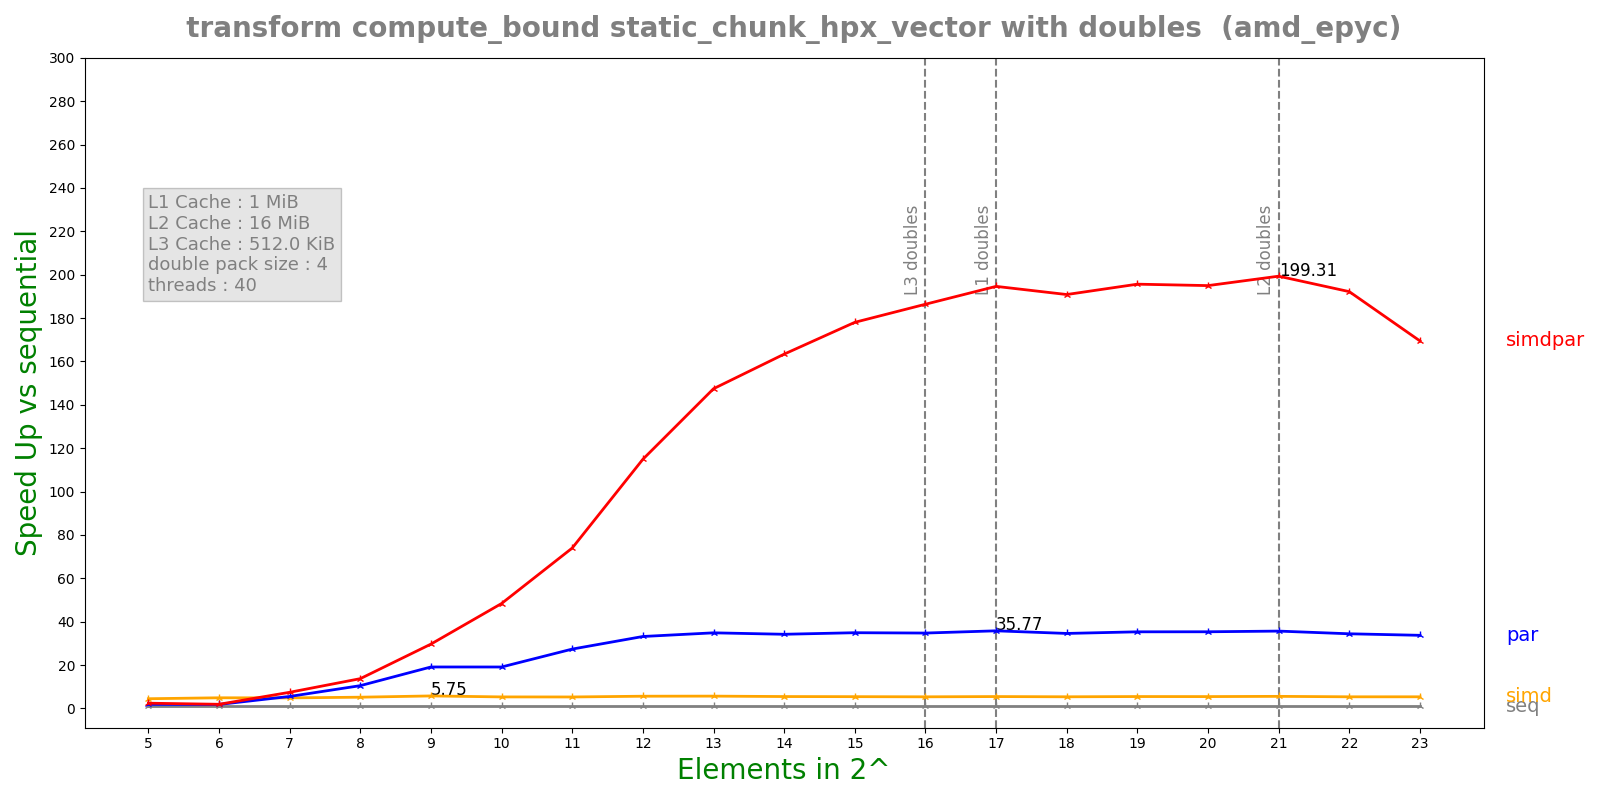 transform compute_bound static_chunk_hpx_vector with doubles (amd_epyc)
Speed Up vs sequential
300
280
260
240
220
200
180
160
140
120
100
80
60
40
20
0
L1 Cache : 1 MiB
L2 Cache : 16 MiB
L3 Cache : 512.0 KiB
double pack size : 4
threads : 40
L3 doubles
L1 doubles
L2 doubles
199.31
35.77
5.75
simdpar
par
simd
seq
5 6 7 8 9 10 11 12 13 14 15 16 17 18 19 20 21 22 23
Elements in 2^